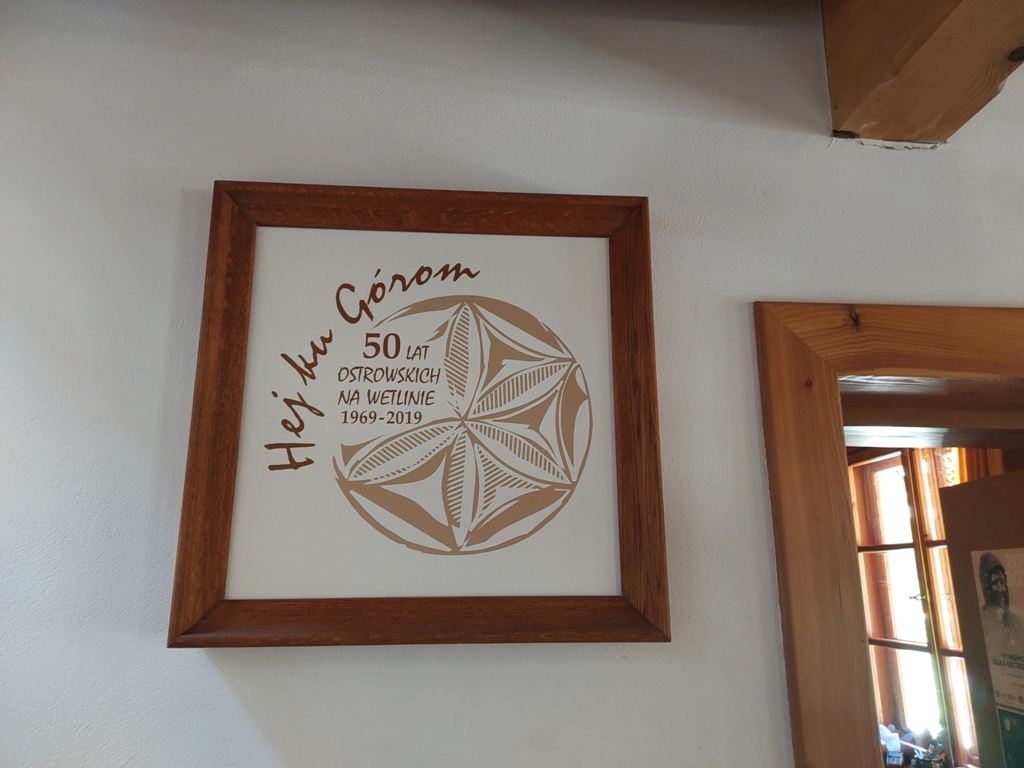 Hej ku Górom
50 LAT
OSTROWSKICH
NA WETLINIE
1969-2019